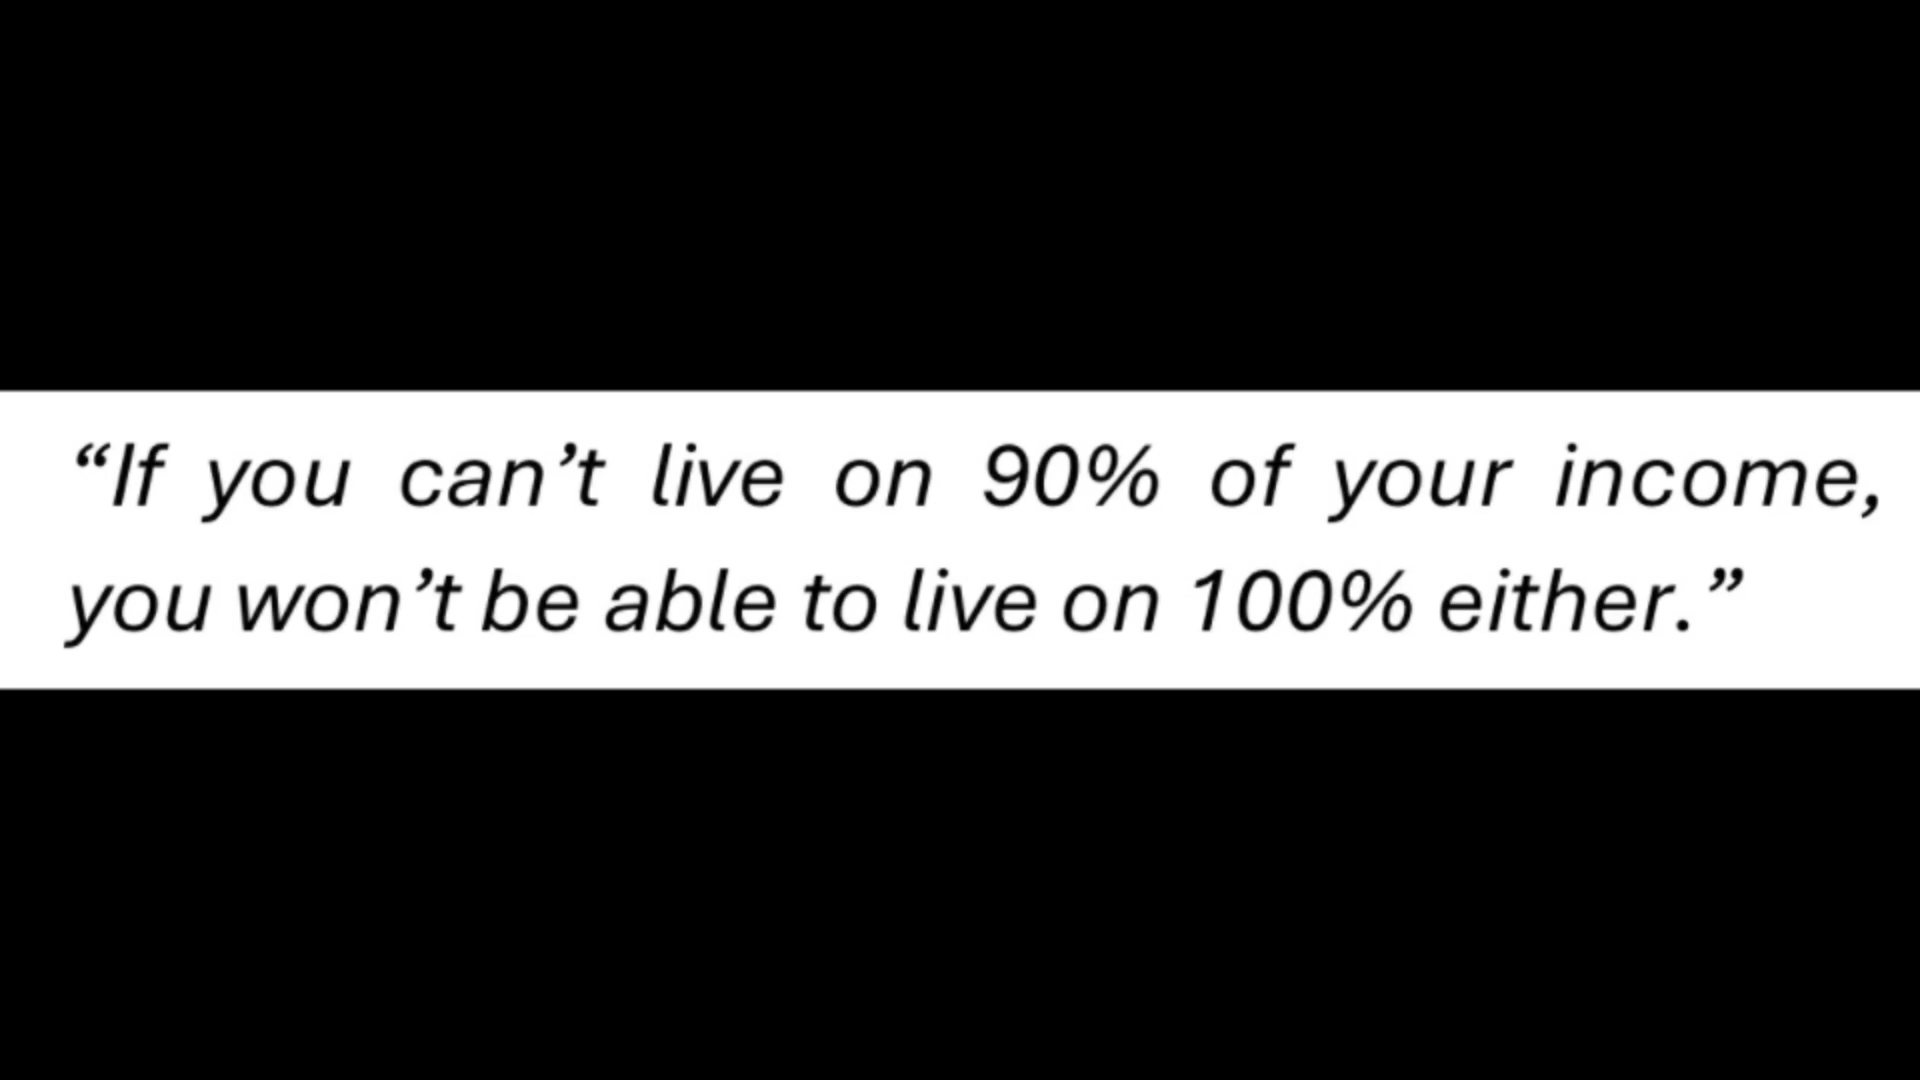 “If you can’t live on 90% of your income,
you won’t be able to live on 100% either.”